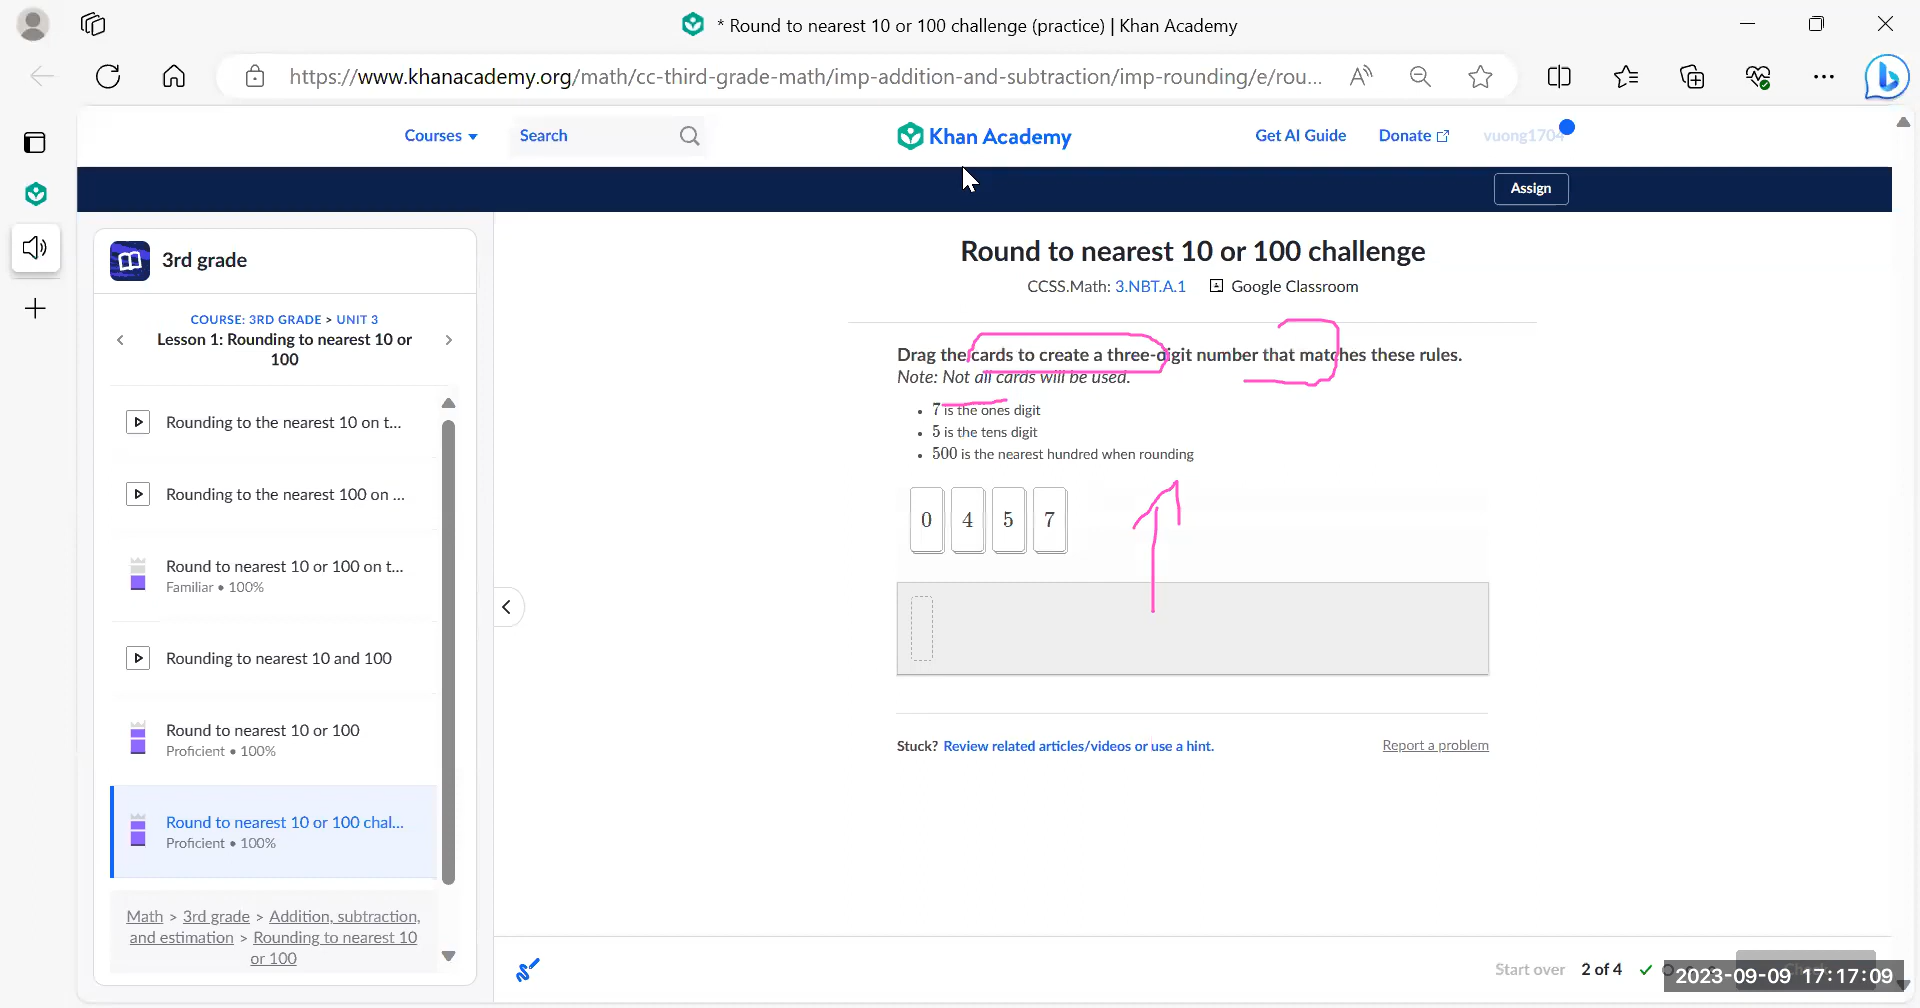 * Round to nearest 10 or 100 challenge (practice) | Khan Academy
https://www.khanacademy.org/math/cc-third-grade-math/imp-addition-and-subtraction/imp-rounding/e/rou...
Courses
Search
Khan Academy
Get AI Guide
Donate
vuong1704
Assign
3rd grade
COURSE: 3RD GRADE > UNIT 3
Lesson 1: Rounding to nearest 10 or
100
Rounding to the nearest 10 on t...
Rounding to the nearest 100 on ...
Round to nearest 10 or 100 on t...
Familiar • 100%
Rounding to nearest 10 and 100
Round to nearest 10 or 100
Proficient • 100%
Round to nearest 10 or 100 chal...
Proficient • 100%
Math > 3rd grade > Addition, subtraction,
and estimation > Rounding to nearest 10
or 100
Round to nearest 10 or 100 challenge
CCSS.Math: 3.NBT.A.1
Google Classroom
Drag the cards to create a three-digit number that matches these rules.
Note: Not all cards will be used.
• 7 is the ones digit
• 5 is the tens digit
• 500 is the nearest hundred when rounding
0 4 5 7
Stuck? Review related articles/videos or use a hint.
Report a problem
Start over
2 of 4
2023-09-09 17:17:09